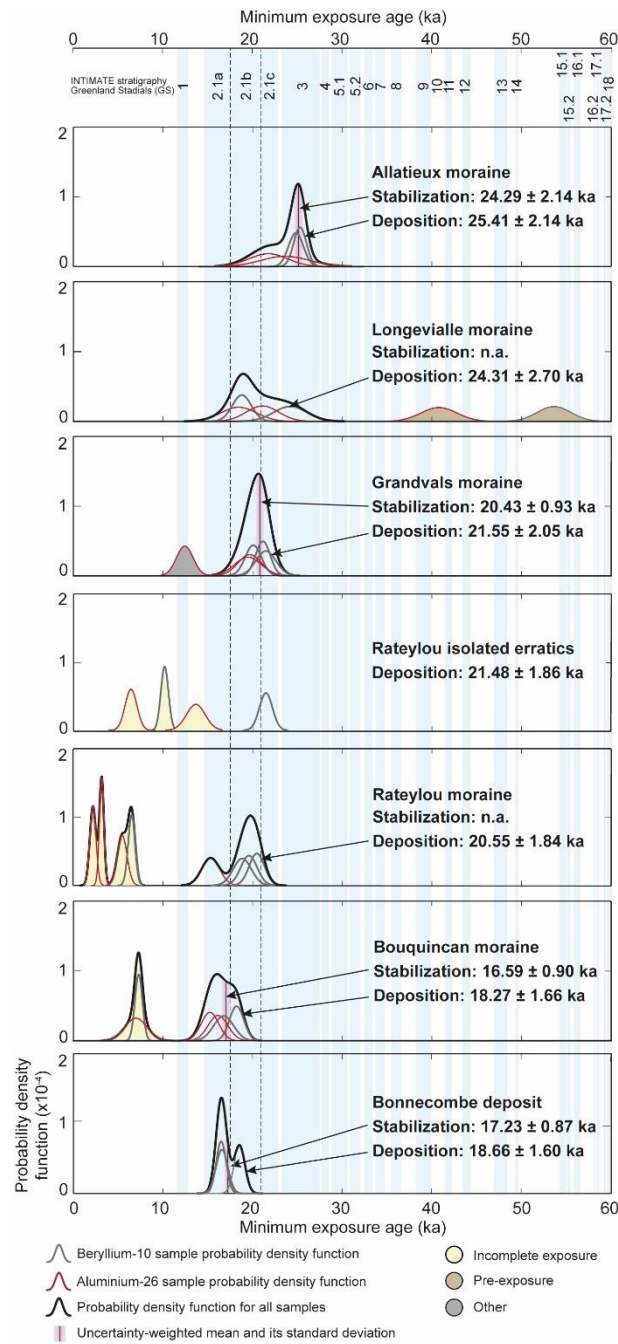 Minimum exposure age (ka)
0 10 20 30 40 50 60
INTIMATE stratigraphy
Greenland Stadials (GS)
1 2.1a 2.1b 2.1c 3 4 5.1 5.2 6 7 8 9 10 11 12 13 14 15.1 15.2 16.1 16.2 17.1 17.2 18
2
1
0
Allatieux moraine
Stabilization: 24.29 ± 2.14 ka
Deposition: 25.41 ± 2.14 ka
2
1
0
Longevialle moraine
Stabilization: n.a.
Deposition: 24.31 ± 2.70 ka
2
1
0
Grandvals moraine
Stabilization: 20.43 ± 0.93 ka
Deposition: 21.55 ± 2.05 ka
2
1
0
Rateylou isolated erratics
Deposition: 21.48 ± 1.86 ka
2
1
0
Rateylou moraine
Stabilization: n.a.
Deposition: 20.55 ± 1.84 ka
2
1
0
Bouquincan moraine
Stabilization: 16.59 ± 0.90 ka
Deposition: 18.27 ± 1.66 ka
2
1
0
Bonnecombe deposit
Stabilization: 17.23 ± 0.87 ka
Deposition: 18.66 ± 1.60 ka
Probability density
function (x10⁻⁴)
0 10 20 30 40 50 60
Minimum exposure age (ka)
Beryllium-10 sample probability density function
Aluminium-26 sample probability density function
Probability density function for all samples
Uncertainty-weighted mean and its standard deviation
Incomplete exposure
Pre-exposure
Other